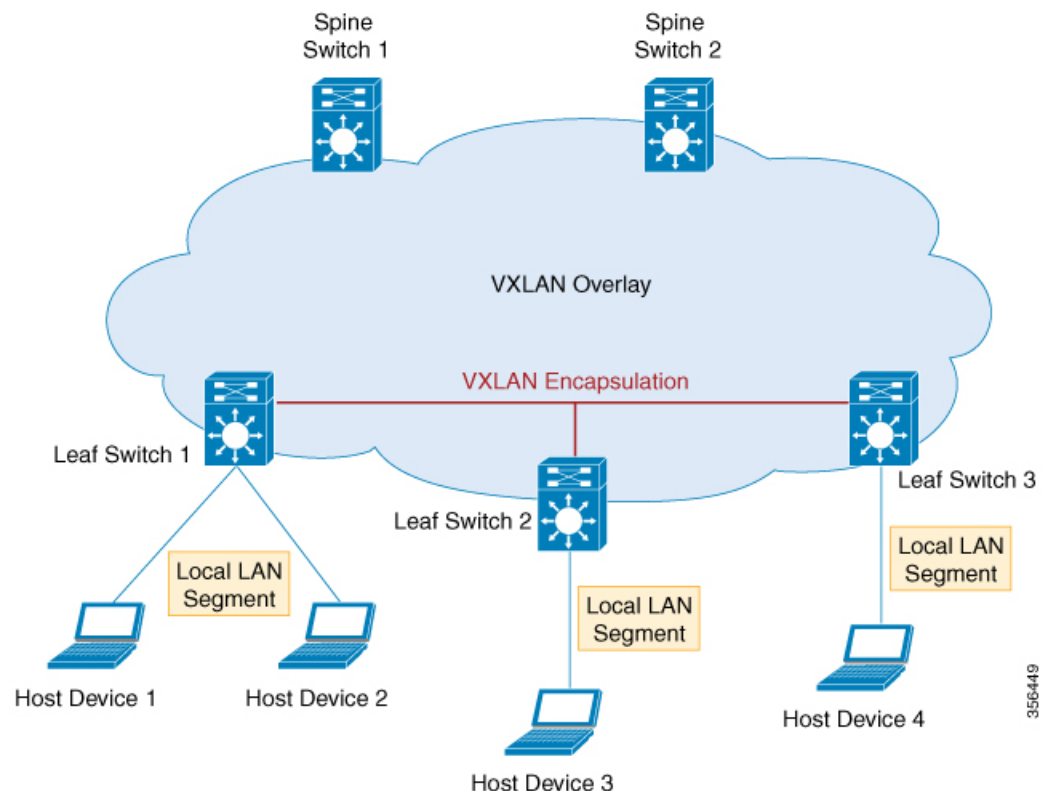 Spine
Switch 1
Spine
Switch 2
VXLAN Overlay
VXLAN Encapsulation
Leaf Switch 1
Leaf Switch 2
Leaf Switch 3
Local LAN
Segment
Local LAN
Segment
Local LAN
Segment
Host Device 1
Host Device 2
Host Device 3
Host Device 4
356449